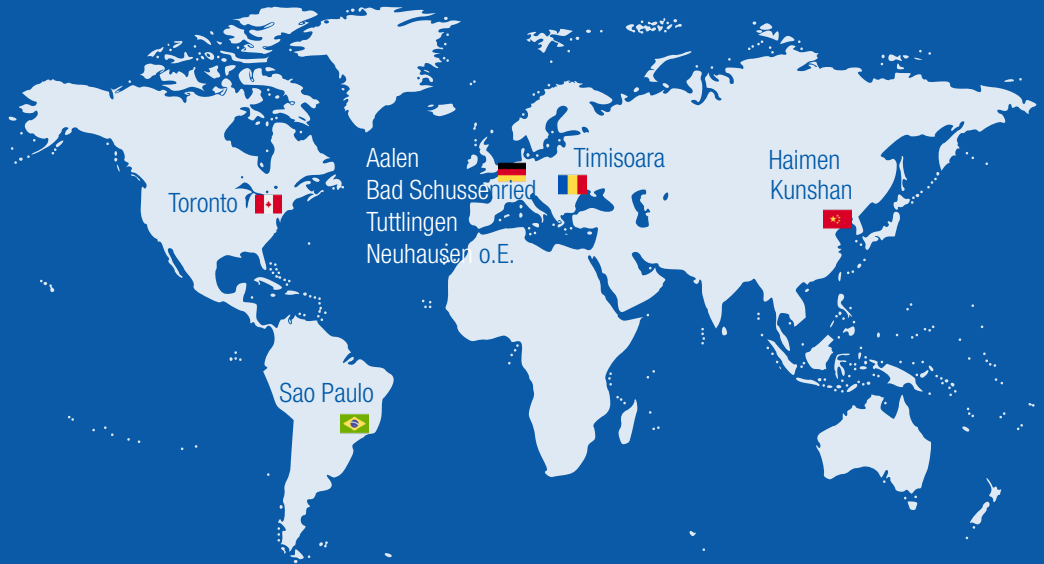 Aalen
Bad Schussenried
Tuttlingen
Neuhausen o.E.
Timisoara
Haimen
Kunshan
Toronto
Sao Paulo